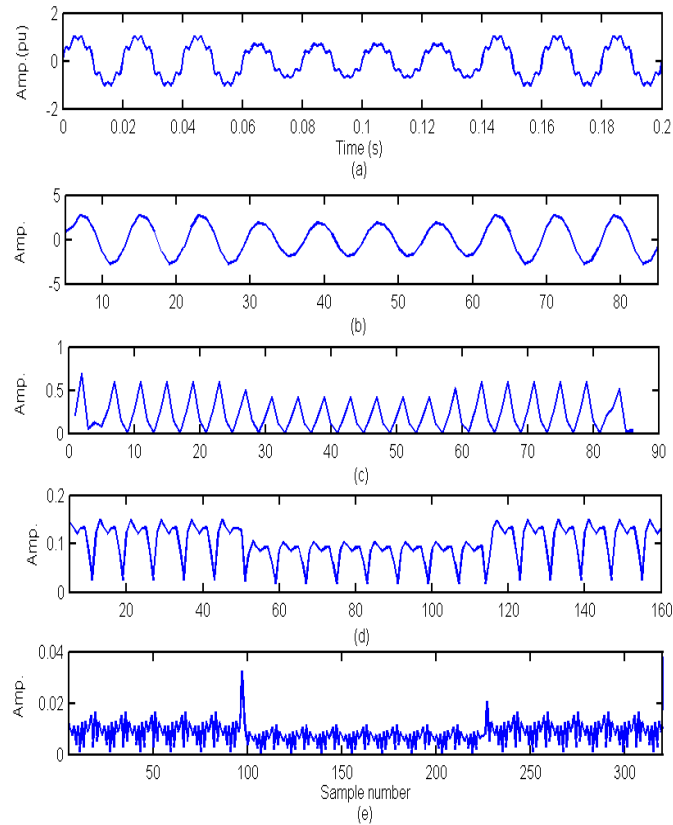 Amp.(pu)
2
0
-2
0 0.02 0.04 0.06 0.08 0.1 0.12 0.14 0.16 0.18 0.2
Time (s)
(a)
Amp.
5
0
-5
10 20 30 40 50 60 70 80
(b)
Amp.
1
0.5
0
0 10 20 30 40 50 60 70 80 90
(c)
Amp.
0.2
0.1
0
20 40 60 80 100 120 140 160
(d)
Amp.
0.04
0.02
0
50 100 150 200 250 300
Sample number
(e)